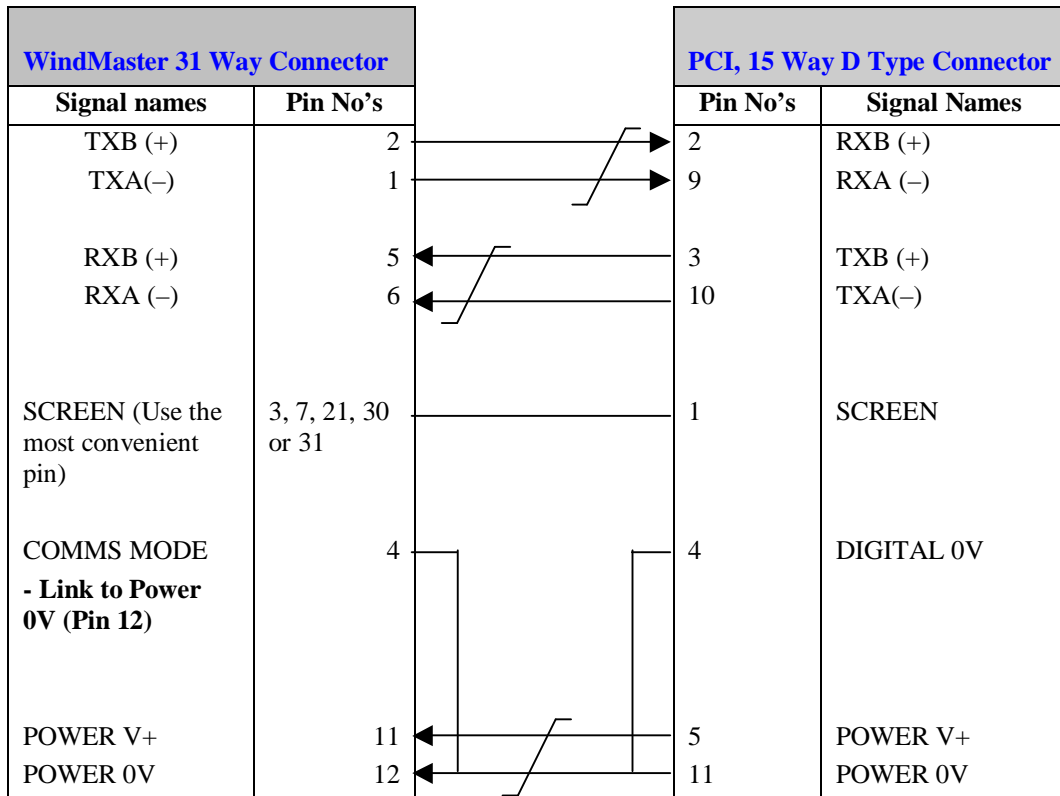 WindMaster 31 Way Connector PCI, 15 Way D Type Connector
Signal names Pin No’s Pin No’s Signal Names
TXB (+) 2 2 RXB (+)
TXA(–) 1 9 RXA (–)
RXB (+) 5 3 TXB (+)
RXA (–) 6 10 TXA(–)
SCREEN (Use the 3, 7, 21, 30 1 SCREEN
most convenient or 31
pin)
COMMS MODE 4 4 DIGITAL 0V
- Link to Power
0V (Pin 12)
POWER V+ 11 5 POWER V+
POWER 0V 12 11 POWER 0V